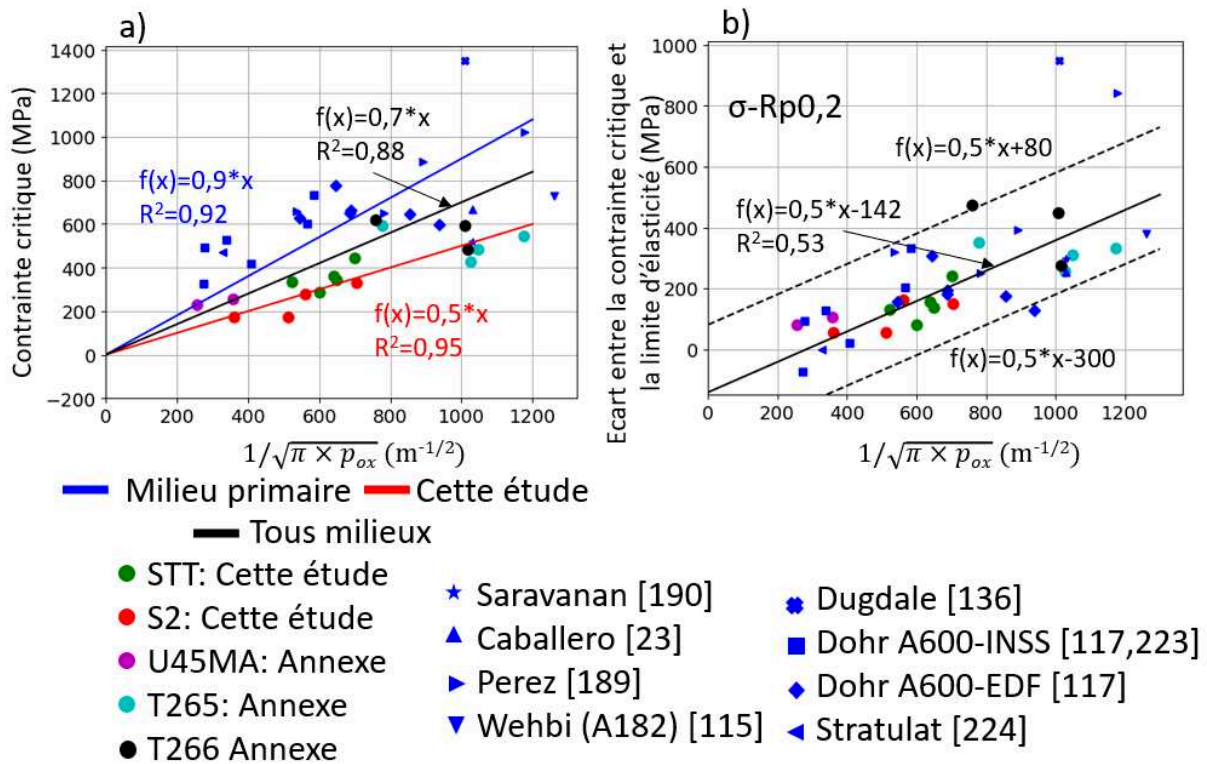 a)
Contrainte critique (MPa)
1400
1200
1000
800
600
400
200
0
−200
f(x)=0,7*x
R²=0,88
f(x)=0,9*x
R²=0,92
f(x)=0,5*x
R²=0,95
0 200 400 600 800 1000 1200
1/√π × p_ox (m^-1/2)
b)
Ecart entre la contrainte critique et
la limite d'élasticité (MPa)
1000
800
600
400
200
0
σ-Rp0,2
f(x)=0,5*x+80
f(x)=0,5*x-142
R²=0,53
f(x)=0,5*x-300
0 200 400 600 800 1000 1200
1/√π × p_ox (m^-1/2)
Milieu primaire
Cette étude
Tous milieux
STT: Cette étude
S2: Cette étude
U45MA: Annexe
T265: Annexe
T266 Annexe
Saravanan [190]
Caballero [23]
Perez [189]
Wehbi (A182) [115]
Dugdale [136]
Dohr A600-INSS [117,223]
Dohr A600-EDF [117]
Stratulat [224]